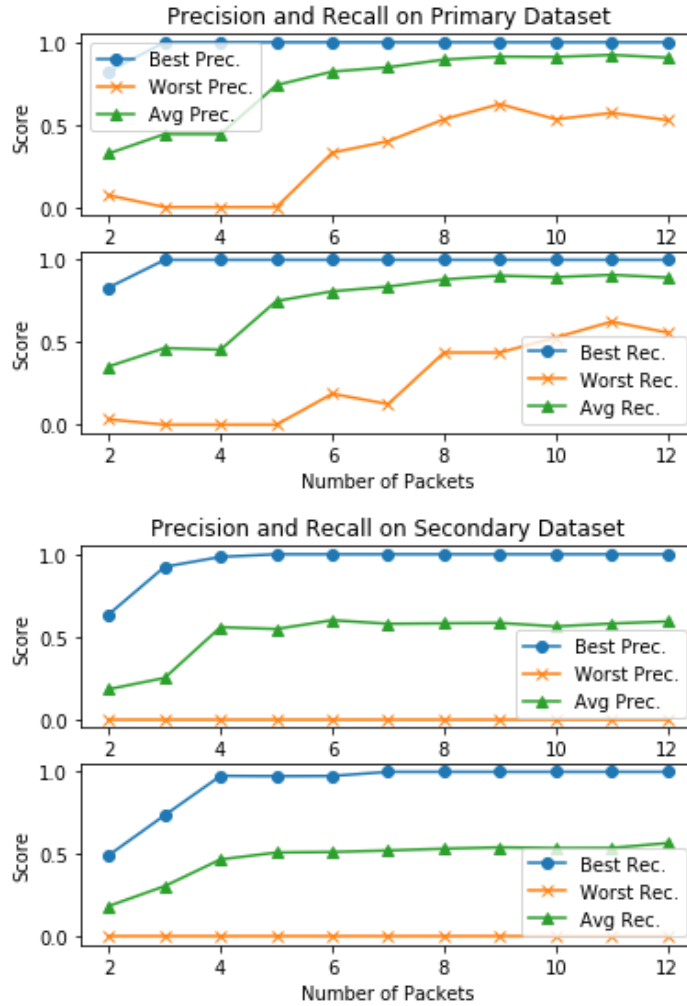 Precision and Recall on Primary Dataset
1.0
0.5
0.0
Score
Best Prec.
Worst Prec.
Avg Prec.
2 4 6 8 10 12
1.0
0.5
0.0
Score
Best Rec.
Worst Rec.
Avg Rec.
2 4 6 8 10 12
Number of Packets
Precision and Recall on Secondary Dataset
1.0
0.5
0.0
Score
Best Prec.
Worst Prec.
Avg Prec.
2 4 6 8 10 12
1.0
0.5
0.0
Score
Best Rec.
Worst Rec.
Avg Rec.
2 4 6 8 10 12
Number of Packets